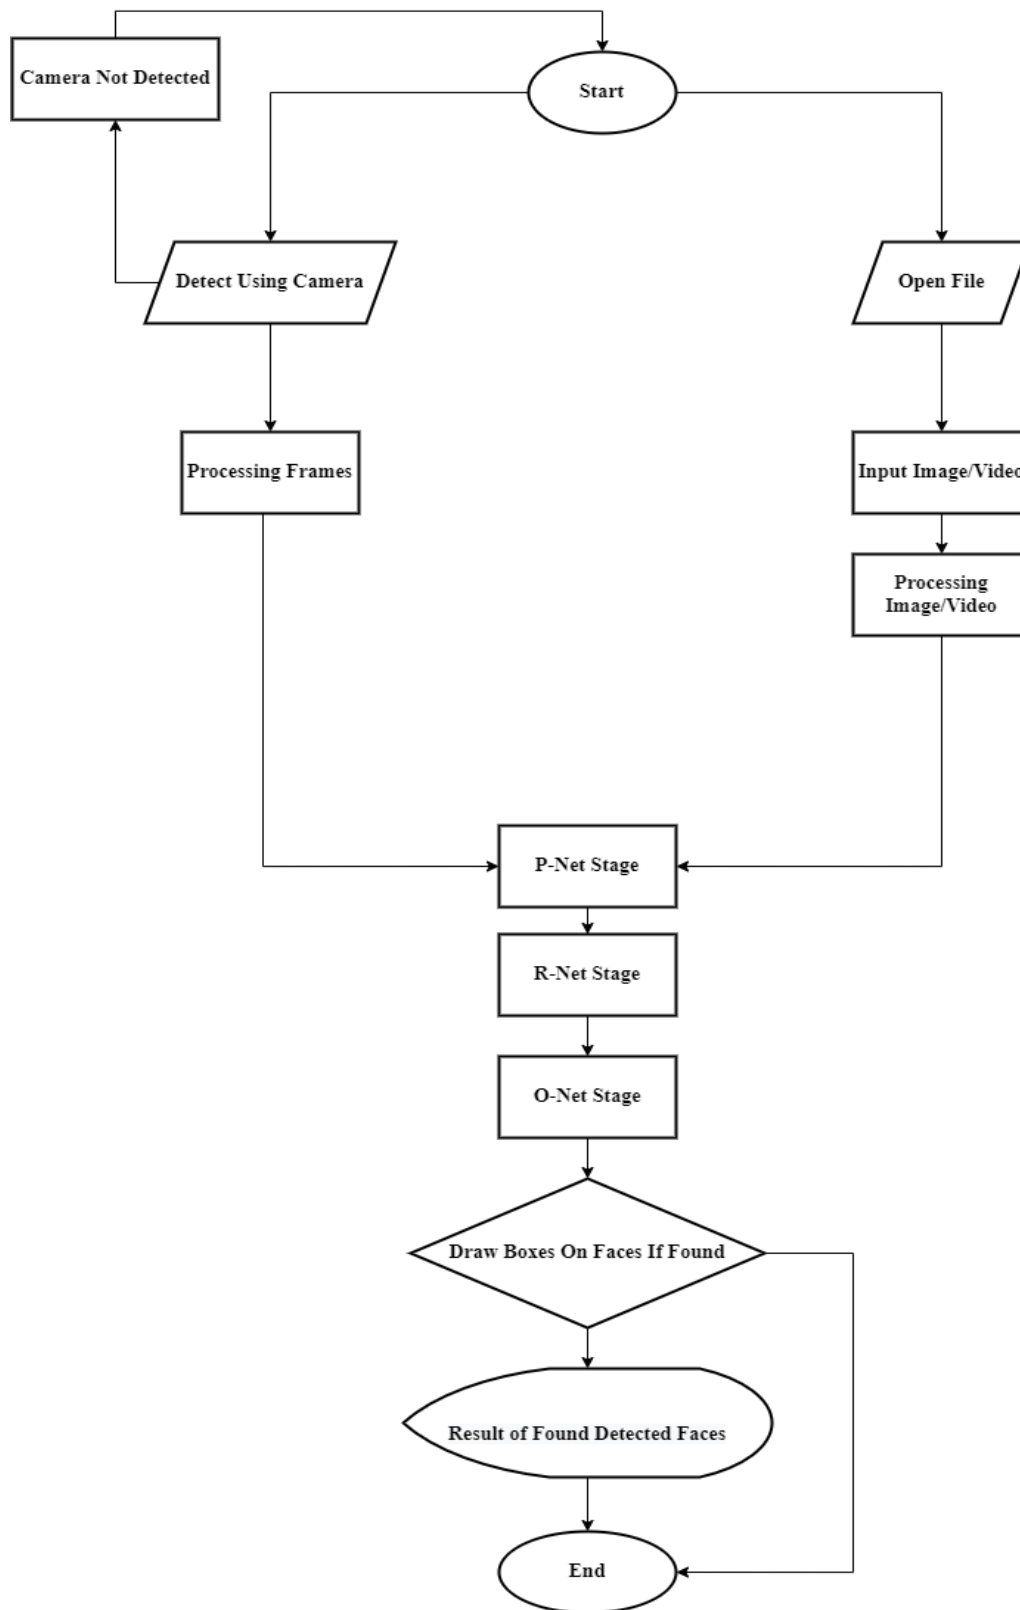 Camera Not Detected
Start
Detect Using Camera
Open File
Processing Frames
Input Image/Video
Processing
Image/Video
P-Net Stage
R-Net Stage
O-Net Stage
Draw Boxes On Faces If Found
Result of Found Detected Faces
End